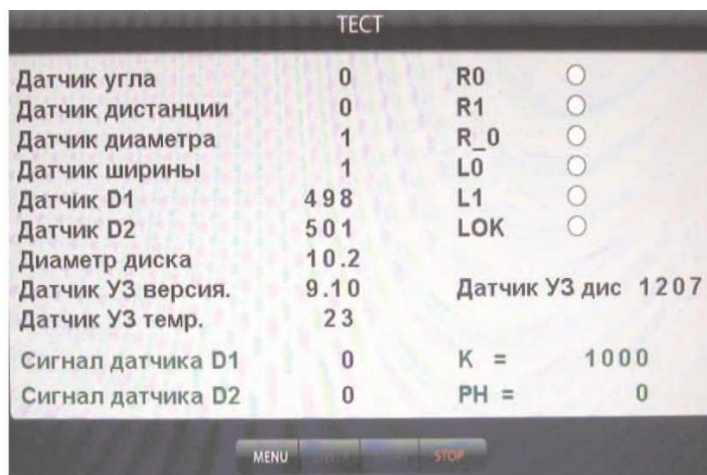 ТЕСТ
Датчик угла 0 R0
Датчик дистанции 0 R1
Датчик диаметра 1 R_0
Датчик ширины 1 L0
Датчик D1 498 L1
Датчик D2 501 LOK
Диаметр диска 10.2
Датчик УЗ версия. 9.10 Датчик УЗ дис 1207
Датчик УЗ темр. 23
Сигнал датчика D1 0 K = 1000
Сигнал датчика D2 0 PH = 0
MENU STOP